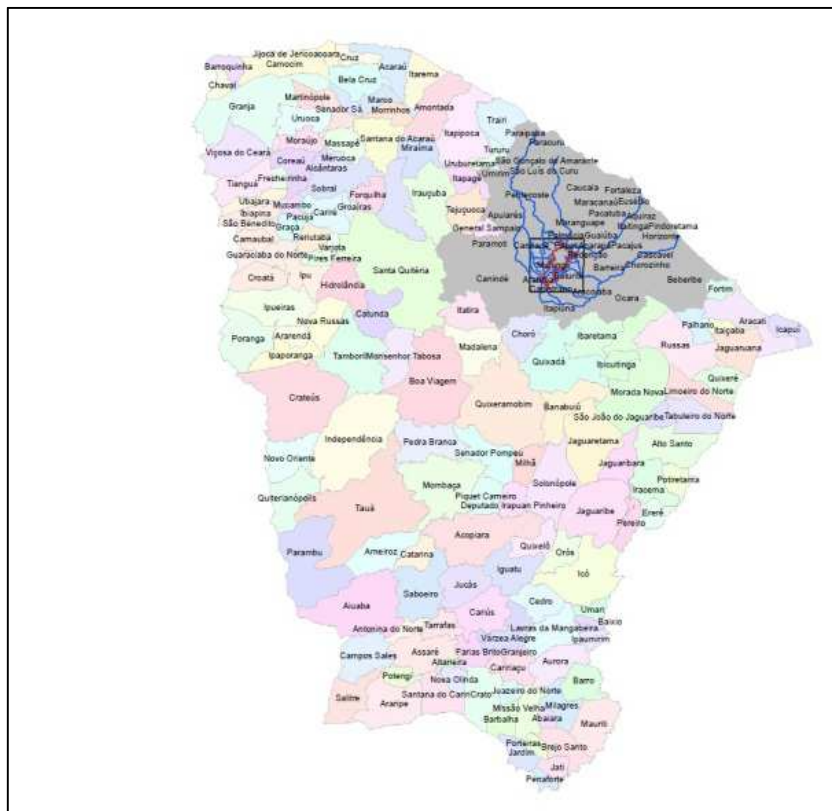 Jijoca de Jericoacoara
Cruz
Barroquinha
Camocim
Acaraú
Itarema
Chaval
Bela Cruz
Granja
Martinópole
Marco
Senador Sá
Morrinhos
Amontada
Uruoca
Trairi
Paraipaba
Paracuru
Moraújo
Massapê
Santana do Acaraú
Itapipoca
Viçosa do Ceará
Coreaú
Meruoca
Miraíma
Tururu
Alcântaras
Uruburetama
São Gonçalo do Amarante
Umirim
São Luís do Curu
Frecheirinha
Tianguá
Sobral
Forquilha
Irauçuba
Itapagé
Pentecoste
Caucaia
Fortaleza
Ubajara
Mucambo
Groaíras
Tejuçuoca
Maracanaú
Eusébio
Ibiapina
Pacujá
Cariré
Apuiarés
Pacatuba
Aquiraz
São Benedito
Graça
General Sampaio
Maranguape
Itaitinga
Pindoretama
Carnaubal
Reriutaba
Guaiúba
Horizonte
Varjota
Paramoti
Pacajus
Guaraciaba do Norte
Pires Ferreira
Redenção
Cascavel
Croatá
Ipu
Santa Quitéria
Canindé
Barreira
Chorozinho
Hidrolândia
Beberibe
Fortim
Ocara
Ipueiras
Catunda
Itatira
Itapiúna
Nova Russas
Choró
Ibaretama
Palhano
Itaiçaba
Aracati
Icapuí
Poranga
Ararendá
Madalena
Russas
Jaguaruana
Ipaporanga
Tamboril
Monsenhor Tabosa
Quixadá
Ibicuitinga
Boa Viagem
Quixeré
Crateús
Quixeramobim
Morada Nova
Limoeiro do Norte
Banabuiú
São João do Jaguaribe
Tabuleiro do Norte
Independência
Pedra Branca
Jaguaretama
Alto Santo
Novo Oriente
Senador Pompeu
Milhã
Jaguaribara
Quiterianópolis
Mombaça
Solonópole
Potiretama
Piquet Carneiro
Iracema
Tauá
Deputado Irapuan Pinheiro
Jaguaribe
Ererê
Pereiro
Acopiara
Parambu
Arneiroz
Catarina
Quixelô
Orós
Iguatu
Icó
Saboeiro
Jucás
Aiuaba
Cariús
Cedro
Umari
Baixio
Antonina do Norte
Tarrafas
Lavras da Mangabeira
Várzea Alegre
Ipaumirim
Campos Sales
Assaré
Farias Brito
Granjeiro
Altaneira
Aurora
Caririaçu
Potengi
Nova Olinda
Barro
Salitre
Santana do Cariri
Crato
Juazeiro do Norte
Araripe
Missão Velha
Milagres
Barbalha
Abaiara
Mauriti
Porteiras
Brejo Santo
Jardim
Jati
Penaforte